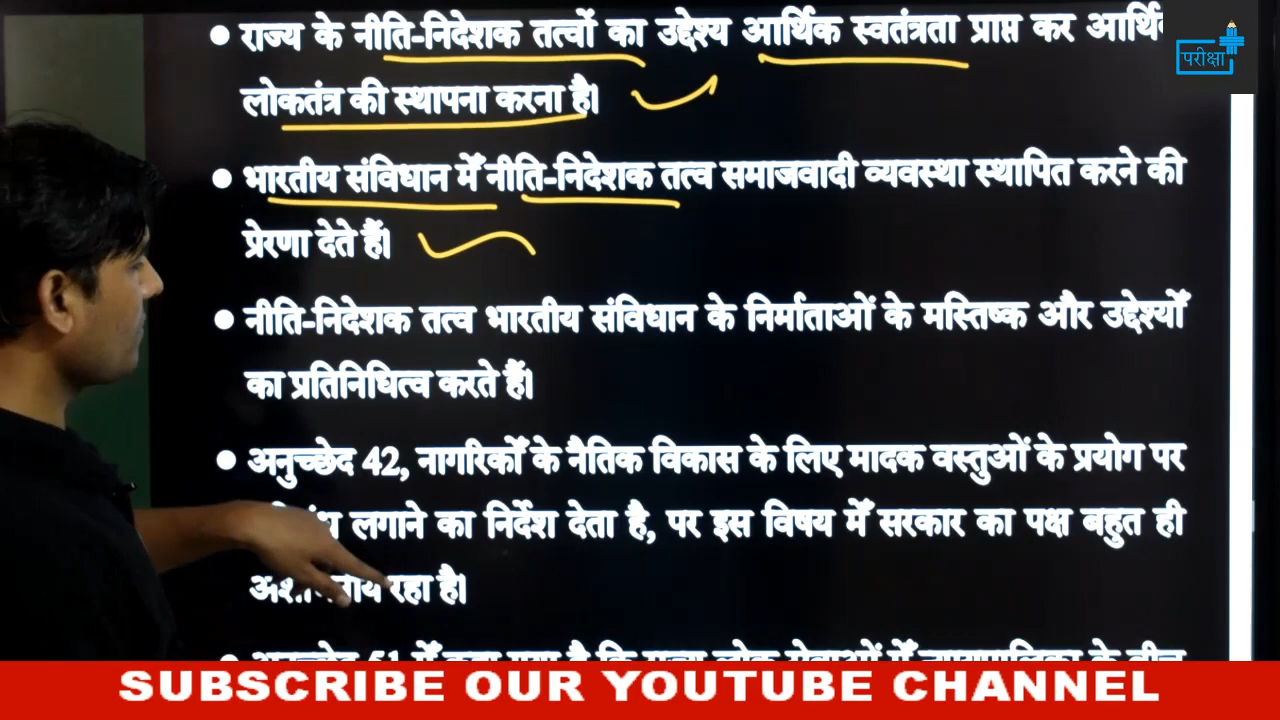 राज्य के नीति-निदेशक तत्वों का उद्देश्य आर्थिक स्वतंत्रता प्राप्त कर
लोकतंत्र की स्थापना करना है।
भारतीय संविधान में नीति-निदेशक तत्व समाजवादी व्यवस्था स्थापित करने की
प्रेरणा देते हैं।
नीति-निदेशक तत्व भारतीय संविधान के निर्माताओं के मस्तिष्क और उद्देश्यों
का प्रतिनिधित्व करते हैं।
अनुच्छेद 42, नागरिकों के नैतिक विकास के लिए मादक वस्तुओं के प्रयोग पर
लगाने का निर्देश देता है, पर इस विषय में सरकार का पक्ष बहुत ही
रहा है।
परीक्षा
SUBSCRIBE OUR YOUTUBE CHANNEL